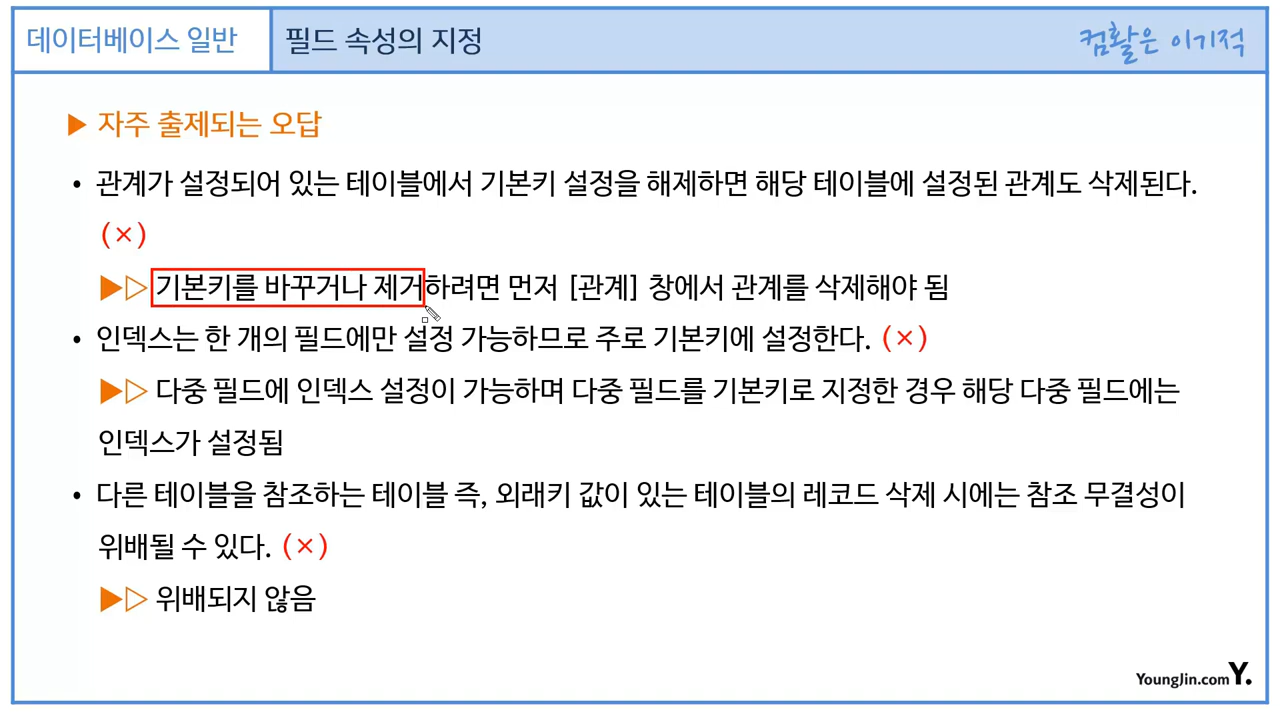 데이터베이스 일반
필드 속성의 지정
컴활은 이기적
▶ 자주 출제되는 오답
• 관계가 설정되어 있는 테이블에서 기본키 설정을 해제하면 해당 테이블에 설정된 관계도 삭제된다.
(×)
▶▷ 기본키를 바꾸거나 제거하려면 먼저 [관계] 창에서 관계를 삭제해야 됨
• 인덱스는 한 개의 필드에만 설정 가능하므로 주로 기본키에 설정한다. (×)
▶▷ 다중 필드에 인덱스 설정이 가능하며 다중 필드를 기본키로 지정한 경우 해당 다중 필드에는
인덱스가 설정됨
• 다른 테이블을 참조하는 테이블 즉, 외래키 값이 있는 테이블의 레코드 삭제 시에는 참조 무결성이
위배될 수 있다. (×)
▶▷ 위배되지 않음
YoungJin.com Y.